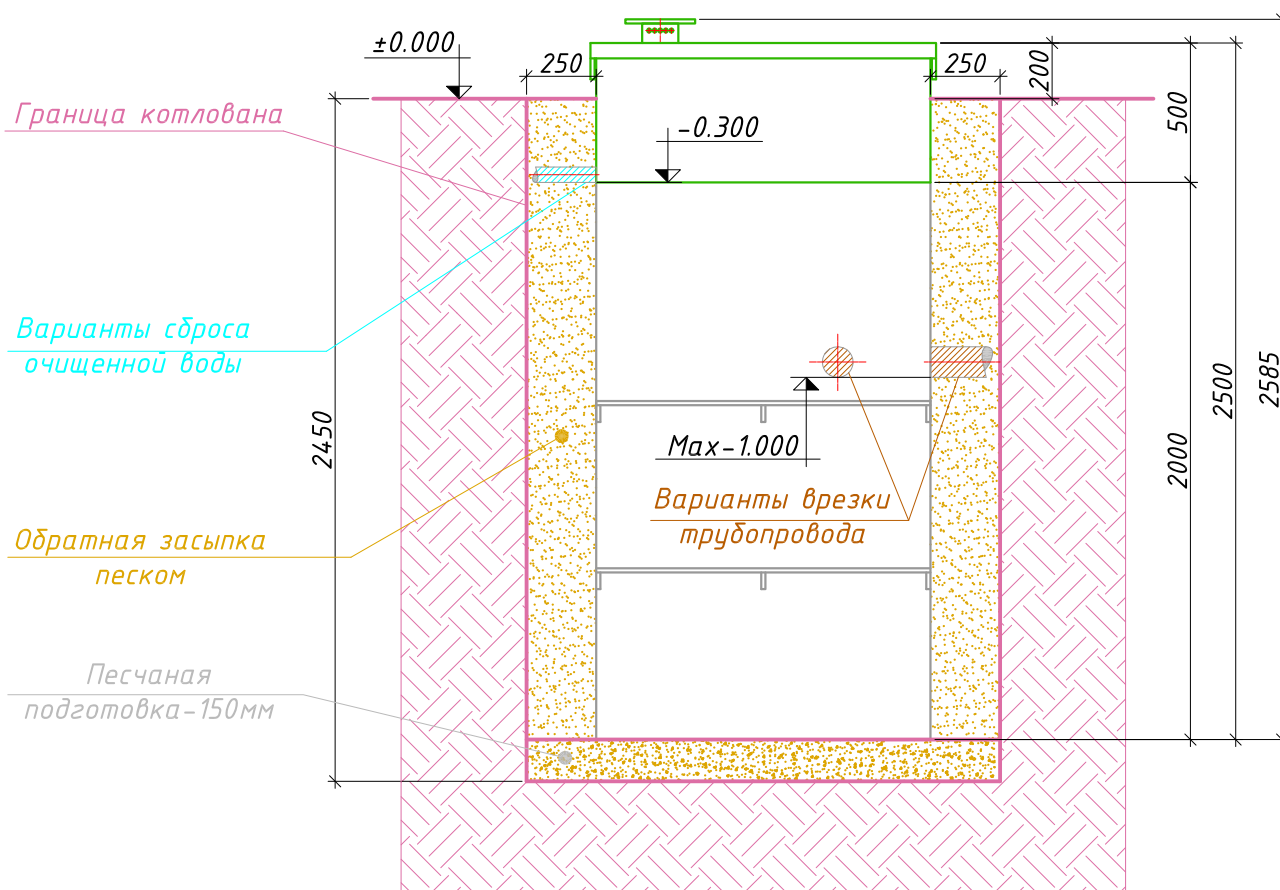 ±0.000
250
250
200
500
Граница котлована
-0.300
Варианты сброса
очищенной воды
2450
2500
2585
Max-1.000
2000
Варианты врезки
трубопровода
Обратная засыпка
песком
Песчаная
подготовка-150мм